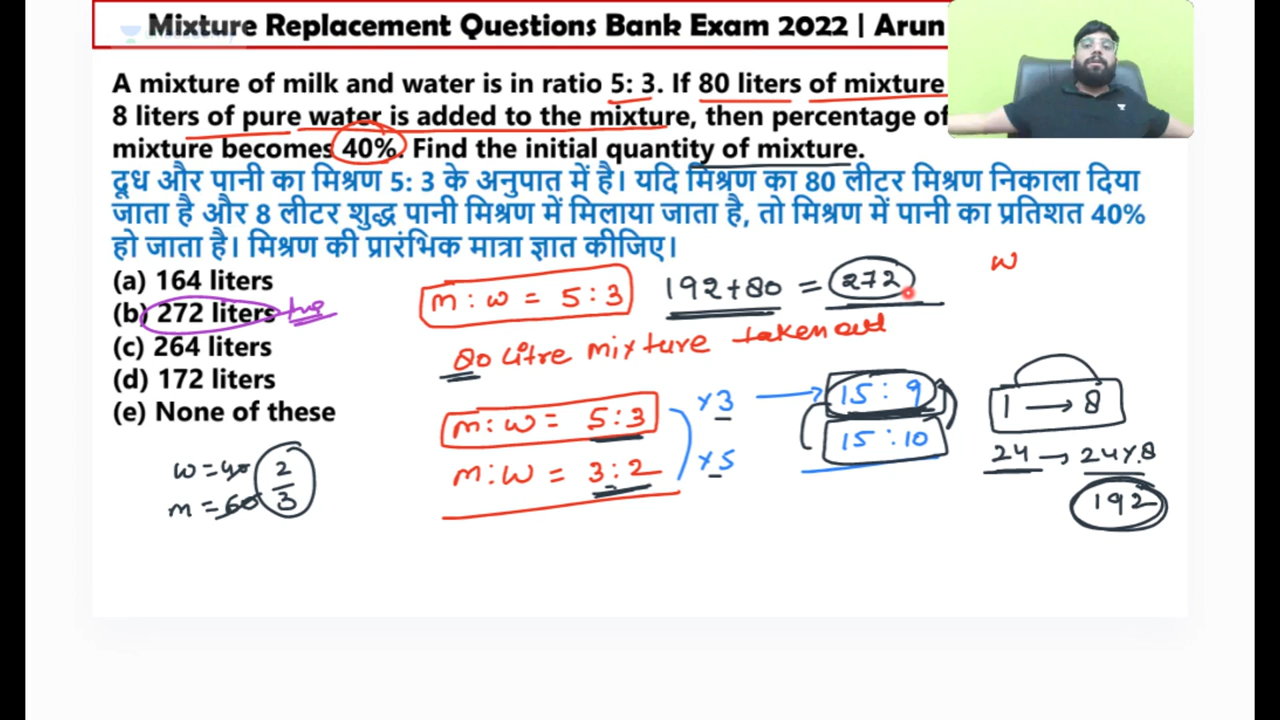 Mixture Replacement Questions Bank Exam 2022 | Arun
A mixture of milk and water is in ratio 5: 3. If 80 liters of mixture
8 liters of pure water is added to the mixture, then percentage of
mixture becomes 40%. Find the initial quantity of mixture.
दूध और पानी का मिश्रण 5: 3 के अनुपात में है। यदि मिश्रण का 80 लीटर मिश्रण निकाला दिया
जाता है और 8 लीटर शुद्ध पानी मिश्रण में मिलाया जाता है, तो मिश्रण में पानी का प्रतिशत 40%
हो जाता है। मिश्रण की प्रारंभिक मात्रा ज्ञात कीजिए।
(a) 164 liters
(b) 272 liters
(c) 264 liters
(d) 172 liters
(e) None of these
m : w = 5 : 3
192+80 = 272
w
80 litre mixture taken out
m : w = 5 : 3
×3
15 : 9
1 → 8
m : w = 3 : 2
×5
15 : 10
24 → 24×8
192
w = 40 2
m = 60 3